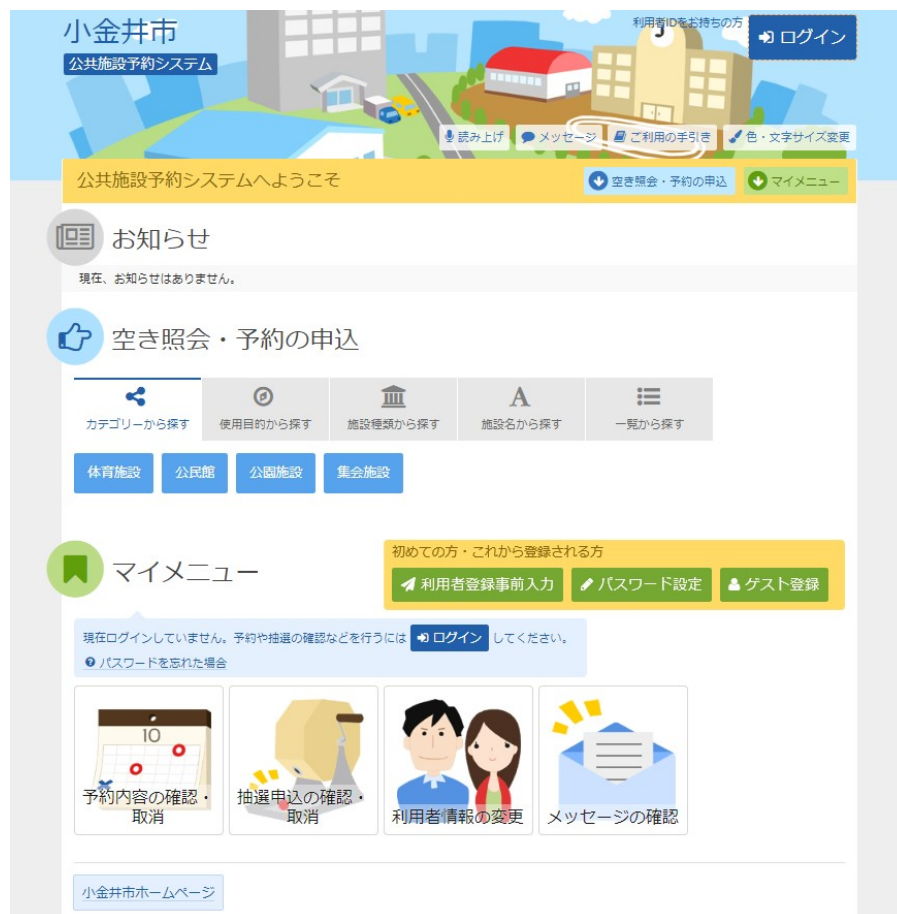 小金井市
公共施設予約システム
利用者IDをお持ちの方
ログイン
読み上げ
メッセージ
ご利用の手引き
色・文字サイズ変更
公共施設予約システムへようこそ
空き照会・予約の申込
マイメニュー
お知らせ
現在、お知らせはありません。
空き照会・予約の申込
カテゴリーから探す
使用目的から探す
施設種類から探す
A
施設名から探す
一覧から探す
体育施設
公民館
公園施設
集会施設
マイメニュー
初めての方・これから登録される方
利用者登録事前入力
パスワード設定
ゲスト登録
現在ログインしていません。予約や抽選の確認などを行うには ログイン してください。
パスワードを忘れた場合
10
予約内容の確認・
取消
抽選申込の確認・
取消
利用者情報の変更
メッセージの確認
小金井市ホームページ